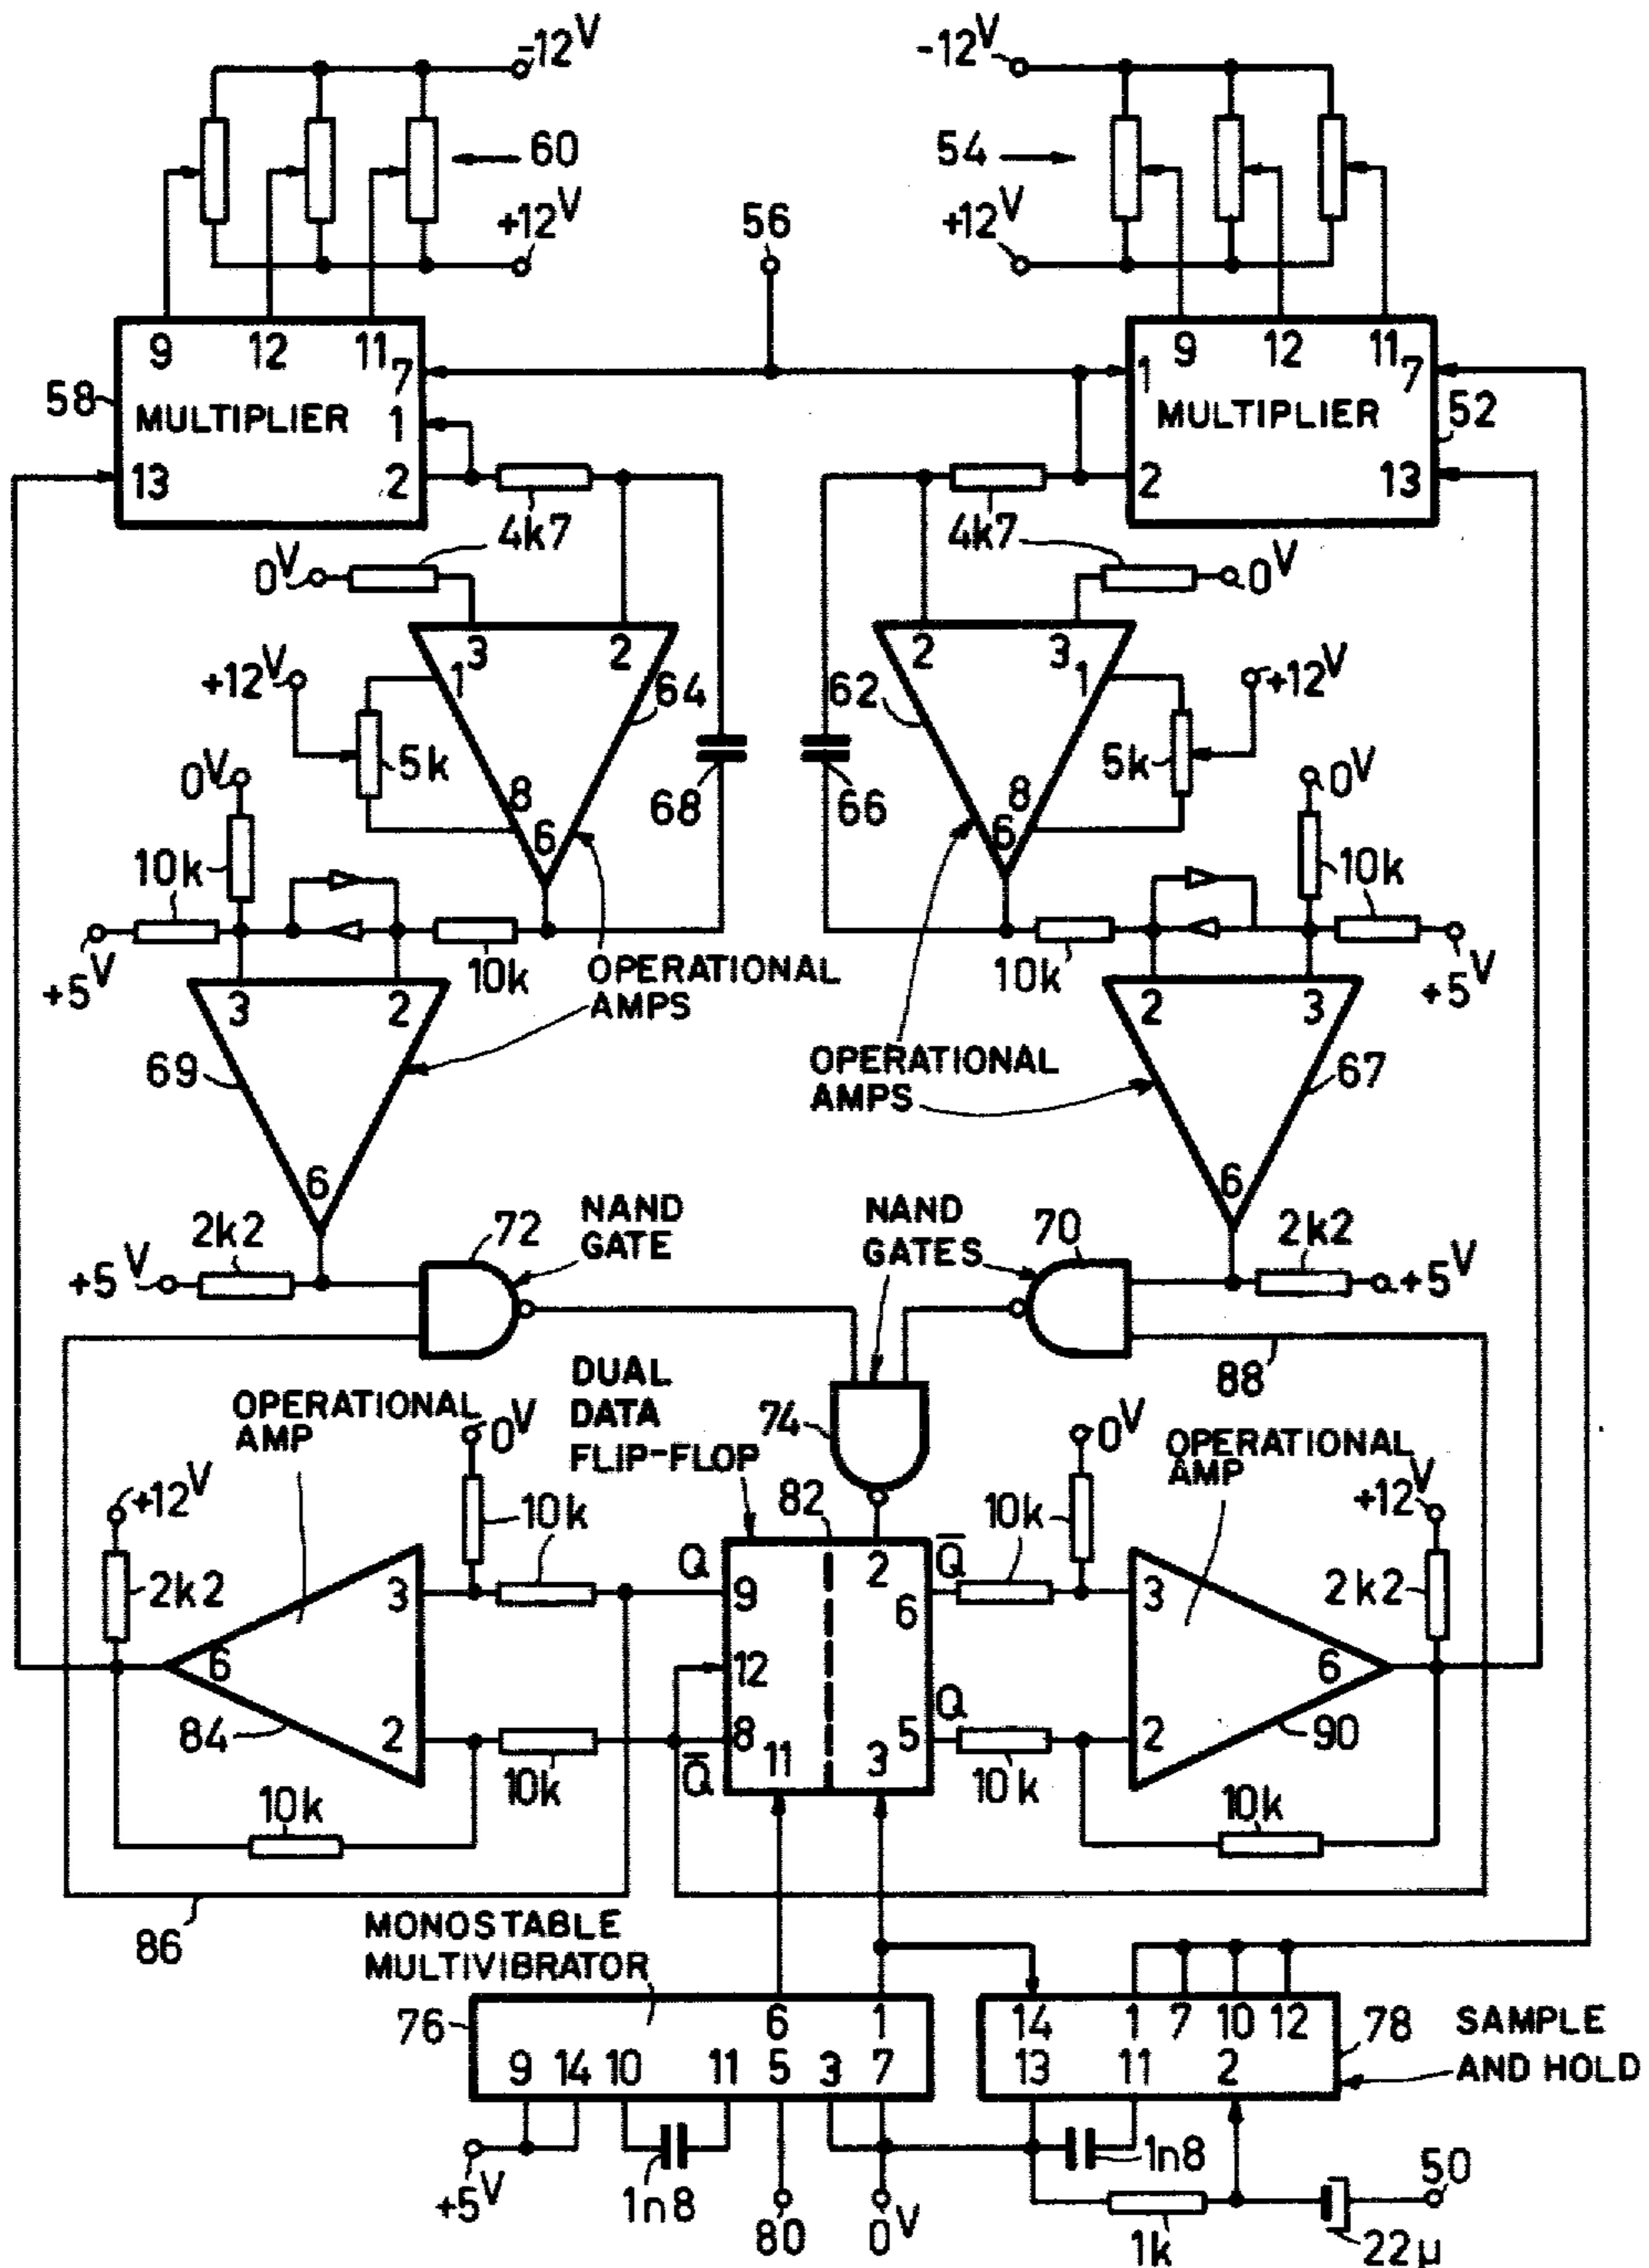 -12V -12V
60 54
+12V 56 +12V
9 12 11 9 12 11
7 1 7
58 MULTIPLIER MULTIPLIER 52
1
13 2 2 13
4k7 4k7
0V 0V
3 2 2 3
+12V 1 64 62 1 +12V
5k 5k
0V 8 68 66 8 0V
6 6
10k 10k
+5V 10k OPERATIONAL AMPS 10k +5V
3 2 2 3
69 OPERATIONAL AMPS 67
6 6
2k2 72 NAND GATE NAND GATES 70 2k2
+5V +5V
88
OPERATIONAL AMP DUAL DATA FLIP-FLOP 74 OPERATIONAL AMP
0V 0V
+12V 10k 82 10k +12V
2k2 3 Q 9 2 6 Q̅ 3 2k2
6 12 6
84 2 8 5 Q 2 90
10k Q̅ 11 3 10k
10k 10k
86 MONOSTABLE MULTIVIBRATOR
76 6 1 14 1 7 10 12 78 SAMPLE AND HOLD
9 14 10 11 5 3 7 13 11 2
+5V 1n8 80 0V 1n8 50
1k 22µ